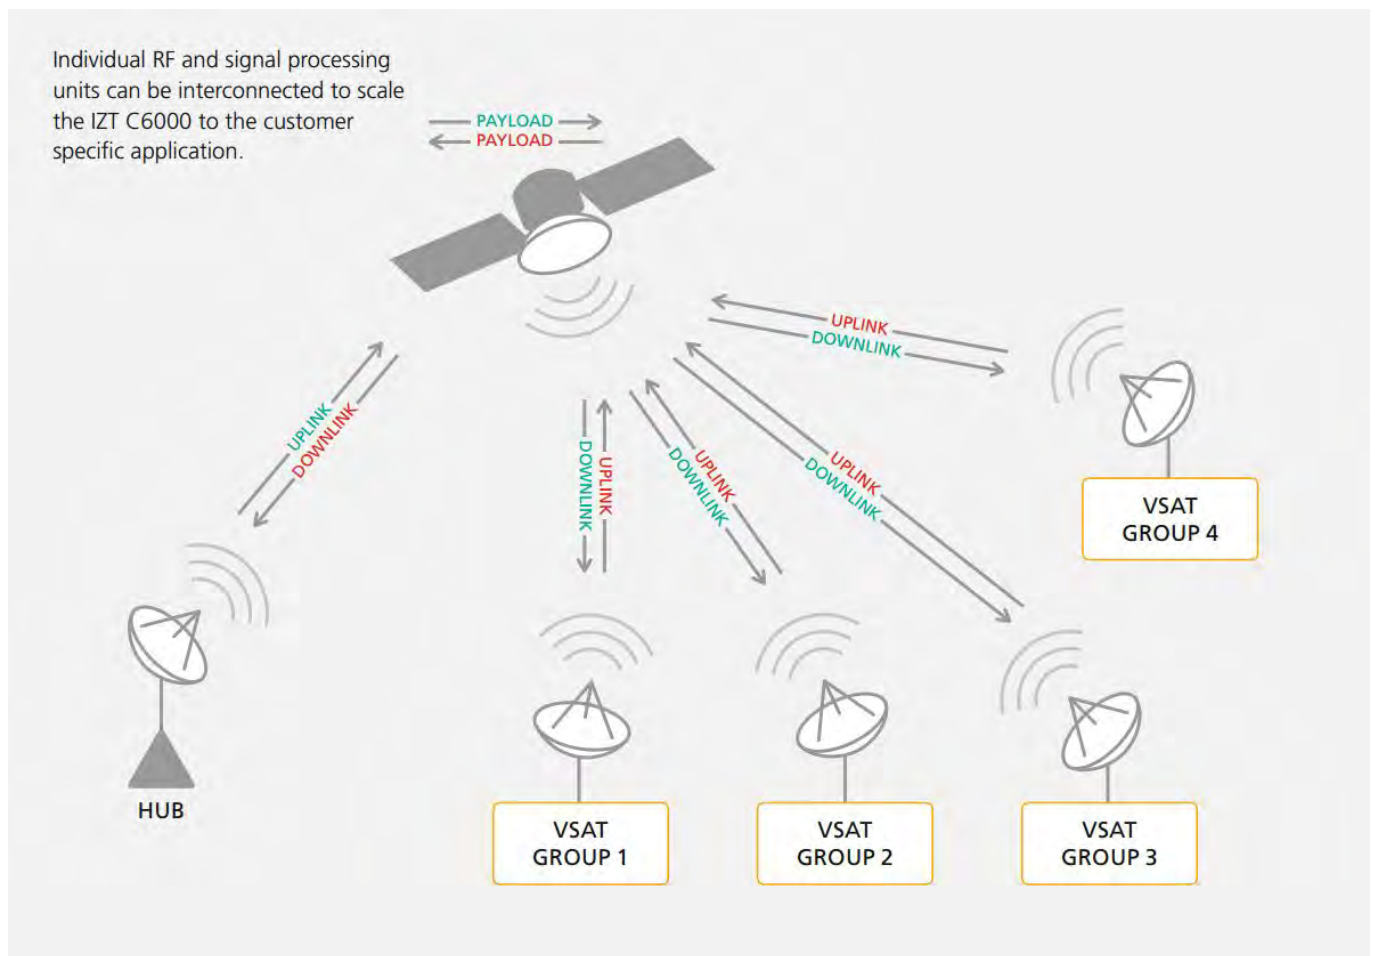 Individual RF and signal processing
units can be interconnected to scale
the IZT C6000 to the customer
specific application.
PAYLOAD
PAYLOAD
UPLINK
DOWNLINK
UPLINK
DOWNLINK
DOWNLINK
UPLINK
DOWNLINK
UPLINK
UPLINK
DOWNLINK
VSAT
GROUP 4
HUB
VSAT
GROUP 1
VSAT
GROUP 2
VSAT
GROUP 3